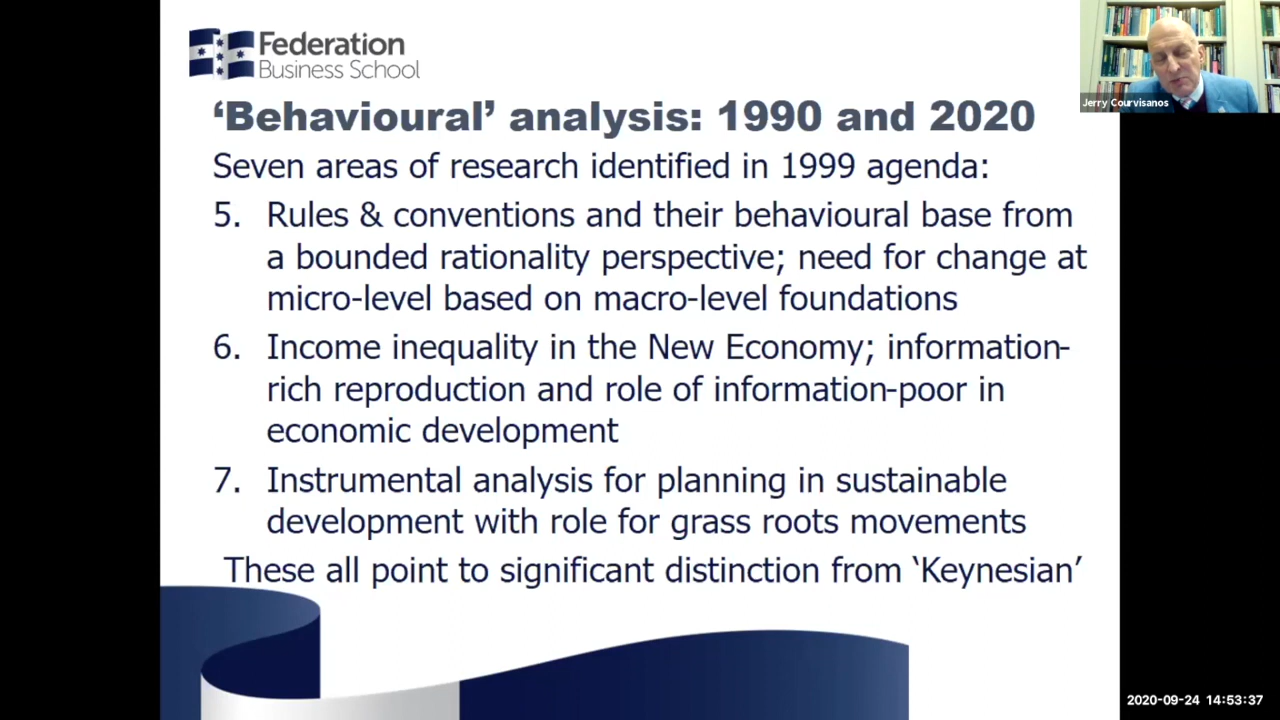 Federation
Business School
‘Behavioural’ analysis: 1990 and 2020
Seven areas of research identified in 1999 agenda:
5. Rules & conventions and their behavioural base from
a bounded rationality perspective; need for change at
micro-level based on macro-level foundations
6. Income inequality in the New Economy; information-
rich reproduction and role of information-poor in
economic development
7. Instrumental analysis for planning in sustainable
development with role for grass roots movements
These all point to significant distinction from ‘Keynesian’
Jerry Courvisanos
2020-09-24 14:53:37